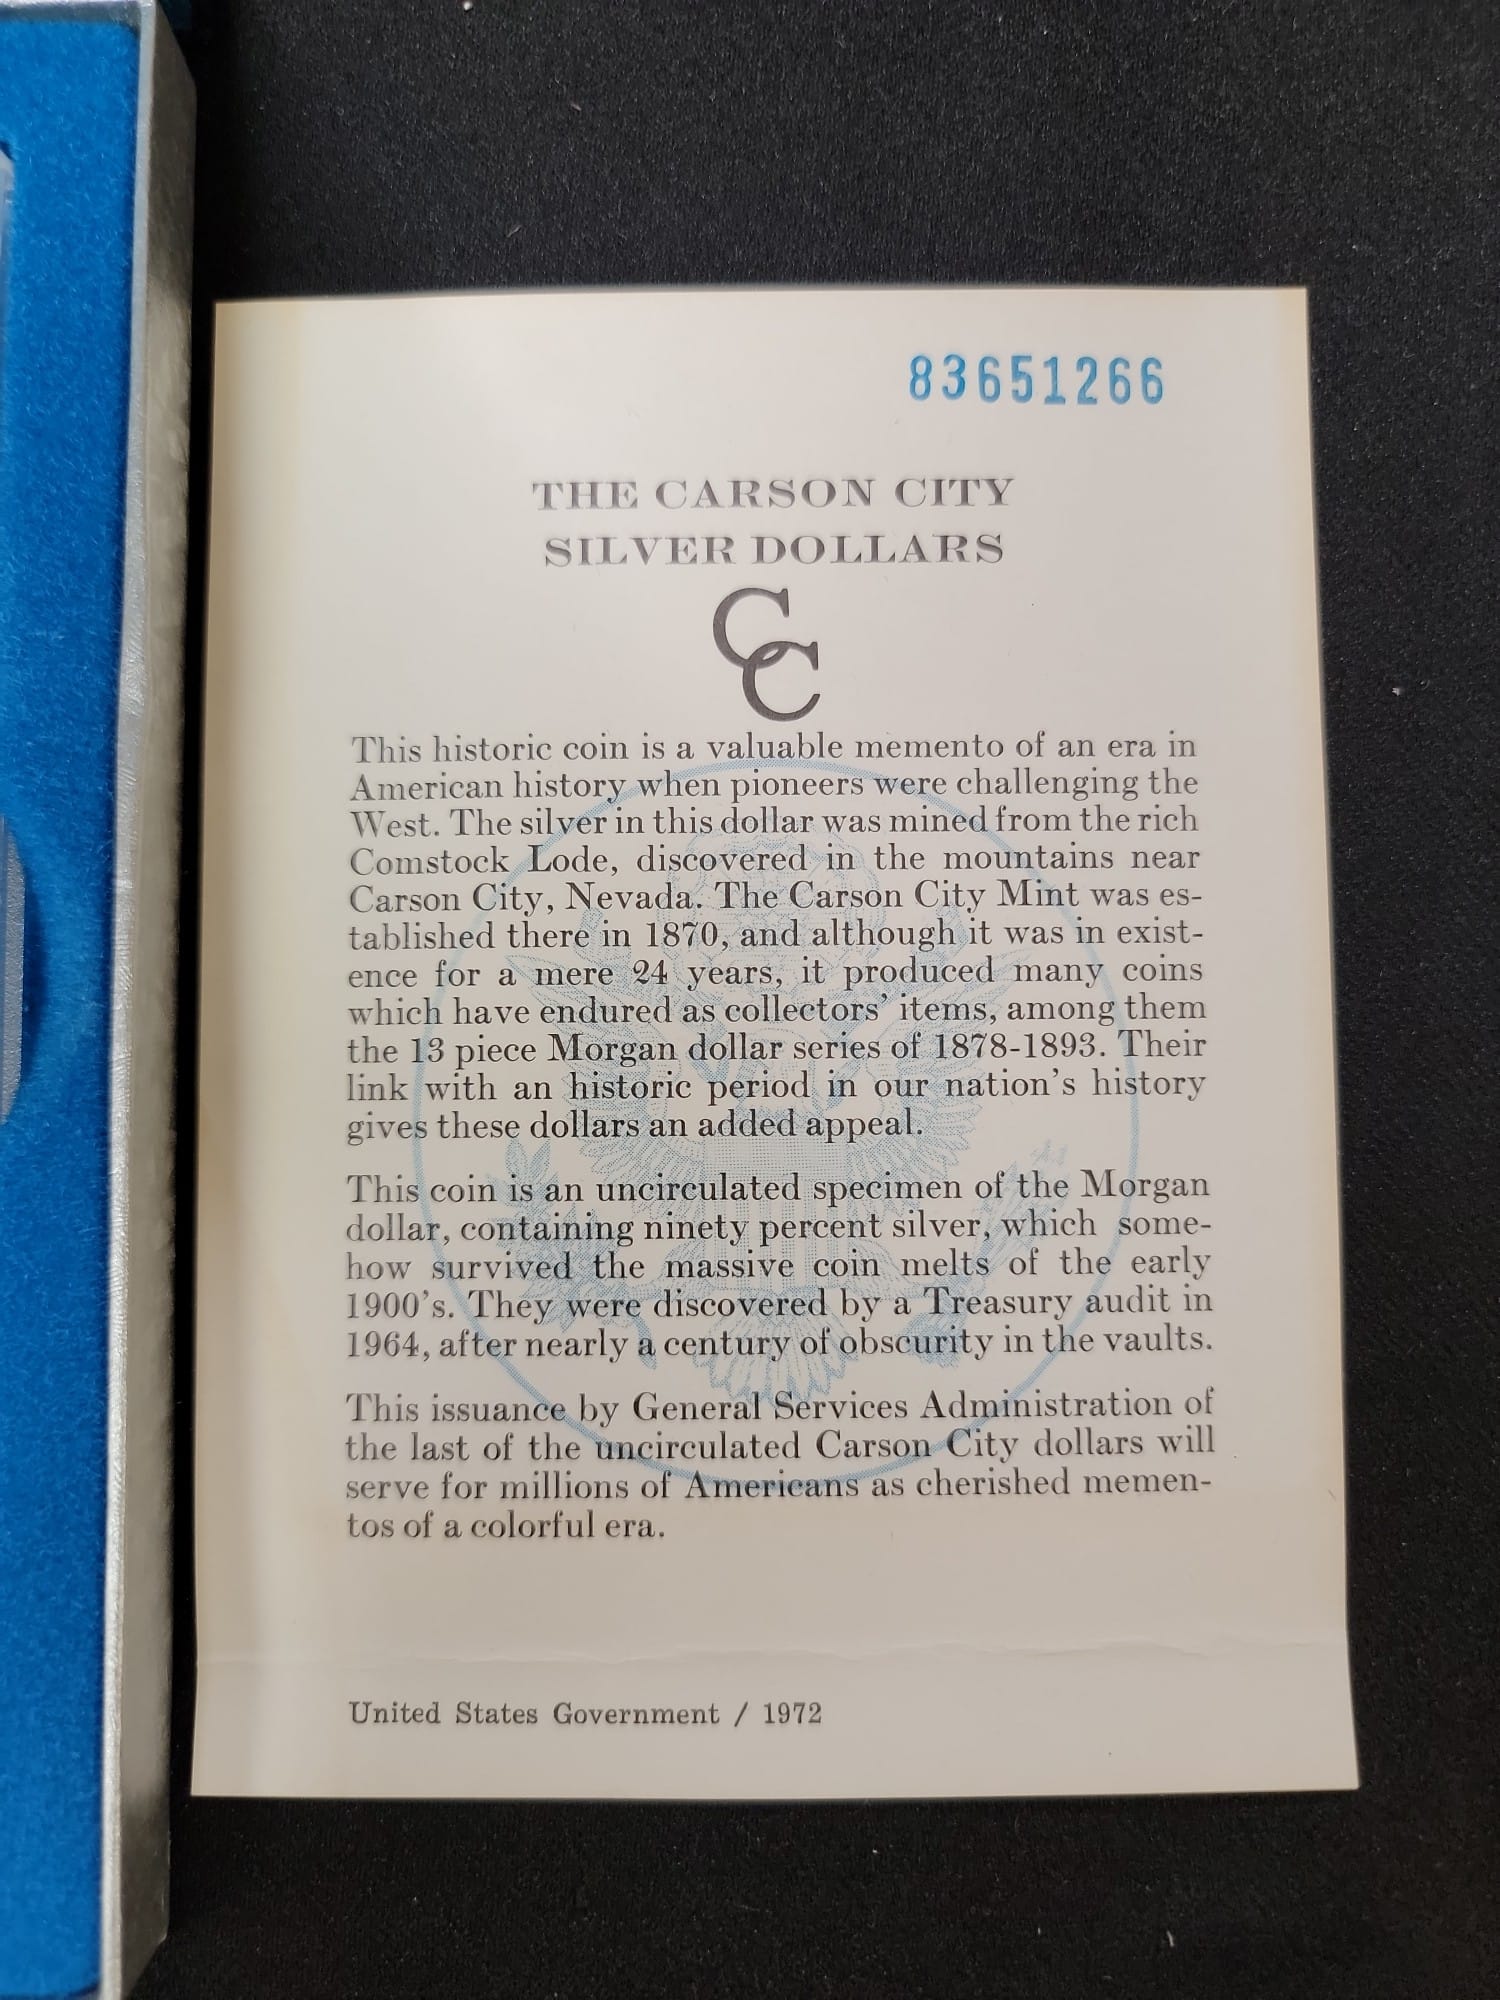 83651266
THE CARSON CITY
SILVER DOLLARS
CC
This historic coin is a valuable memento of an era in
American history when pioneers were challenging the
West. The silver in this dollar was mined from the rich
Comstock Lode, discovered in the mountains near
Carson City, Nevada. The Carson City Mint was es-
tablished there in 1870, and although it was in exist-
ence for a mere 24 years, it produced many coins
which have endured as collectors' items, among them
the 13 piece Morgan dollar series of 1878-1893. Their
link with an historic period in our nation's history
gives these dollars an added appeal.
This coin is an uncirculated specimen of the Morgan
dollar, containing ninety percent silver, which some-
how survived the massive coin melts of the early
1900's. They were discovered by a Treasury audit in
1964, after nearly a century of obscurity in the vaults.
This issuance by General Services Administration of
the last of the uncirculated Carson City dollars will
serve for millions of Americans as cherished memen-
tos of a colorful era.
United States Government / 1972